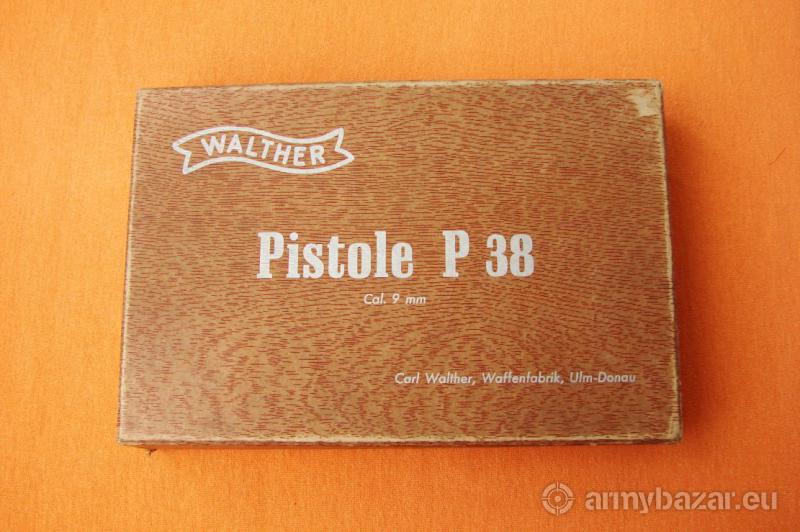 WALTHER
Pistole P 38
Cal. 9 mm
Carl Walther, Waffenfabrik, Ulm-Donau
armybazar.eu